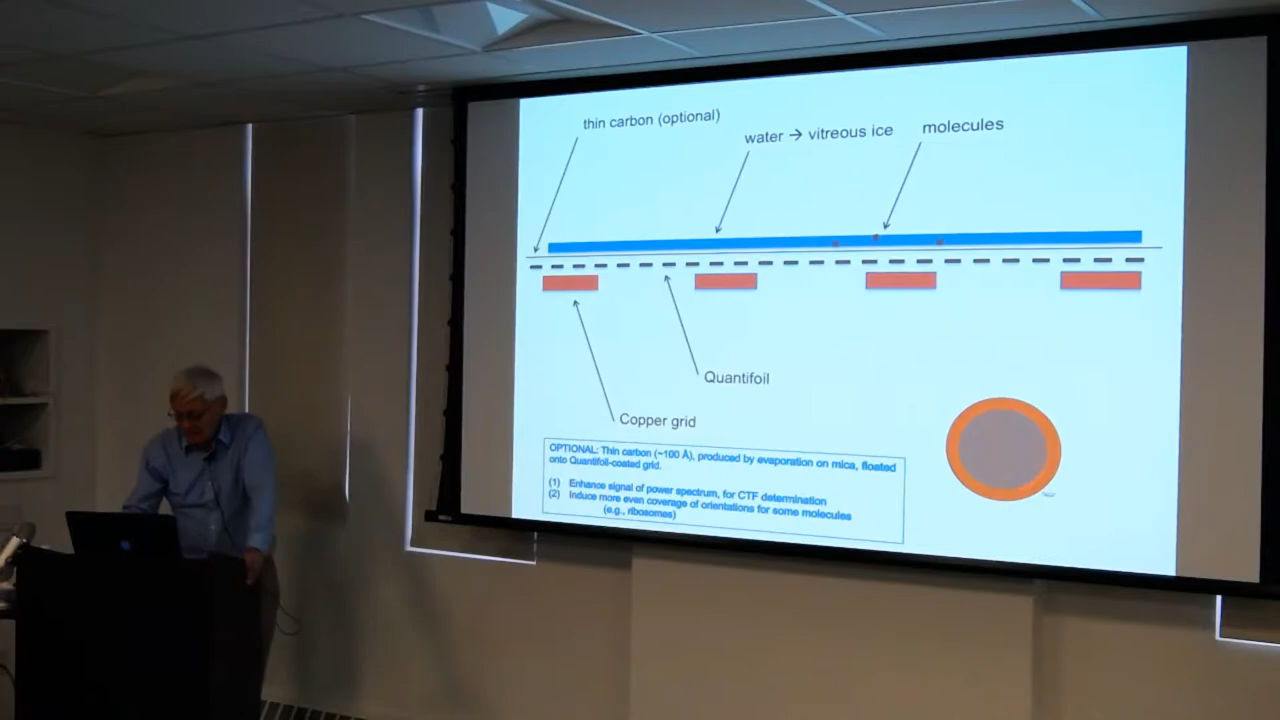 thin carbon (optional)
water → vitreous ice
molecules
Quantifoil
Copper grid
OPTIONAL: Thin carbon (~100 Å), produced by evaporation on mica, floated
onto Quantifoil-coated grid.
(1) Enhance signal of power spectrum, for CTF determination
(2) Induce more even coverage of orientations for some molecules
(e.g., ribosomes)